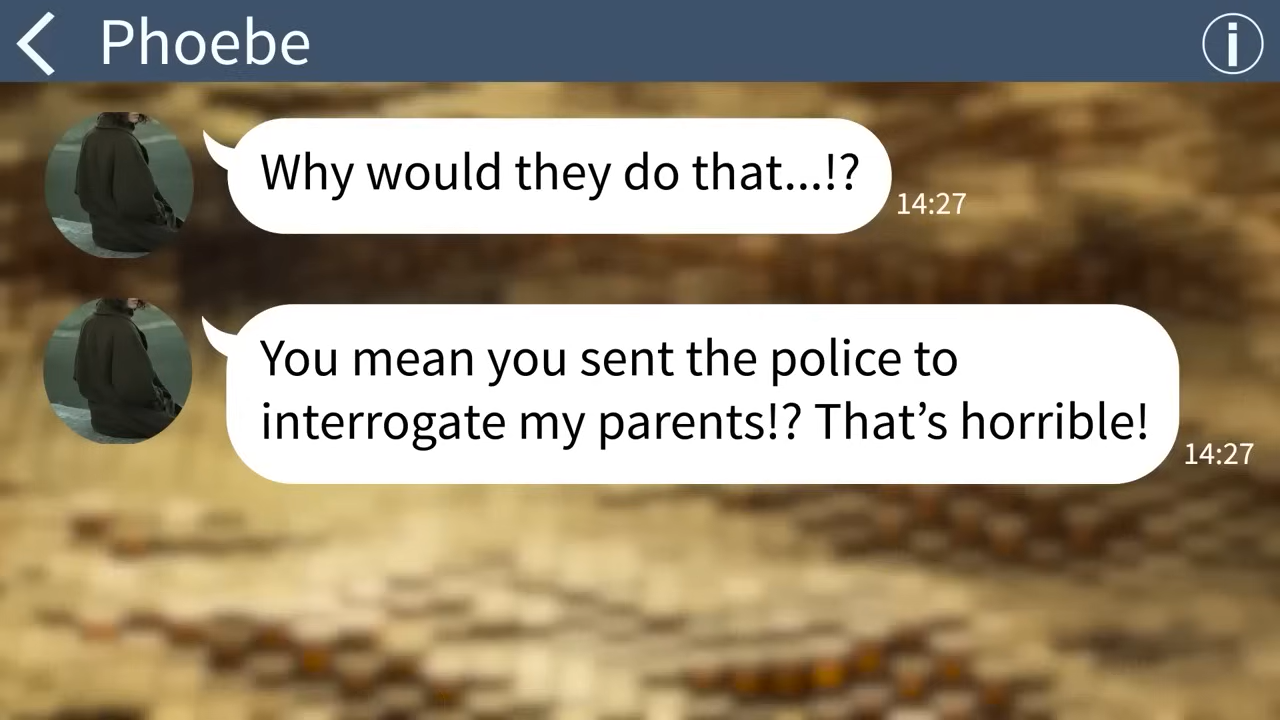 Phoebe
Why would they do that...!?
14:27
You mean you sent the police to
interrogate my parents!? That’s horrible!
14:27